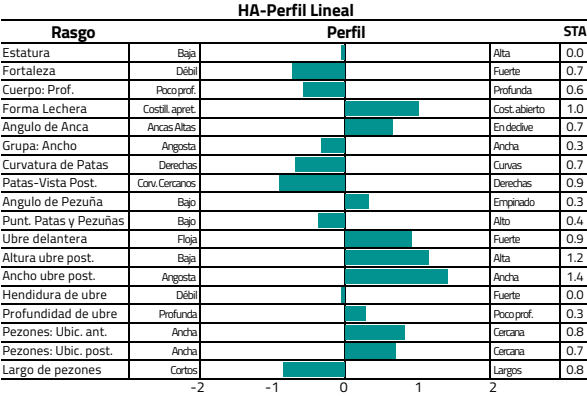 HA-Perfil Lineal
Rasgo Perfil STA
Estatura Baja Alta 0.0
Fortaleza Débil Fuerte 0.7
Cuerpo: Prof. Poco prof. Profunda 0.6
Forma Lechera Costill. apret. Cost. abierto 1.0
Angulo de Anca Ancas Altas En declive 0.7
Grupa: Ancho Angosta Ancha 0.3
Curvatura de Patas Derechas Curvas 0.7
Patas-Vista Post. Corv. Cercanos Derechas 0.9
Angulo de Pezuña Bajo Empinado 0.3
Punt. Patas y Pezuñas Bajo Alto 0.4
Ubre delantera Floja Fuerte 0.9
Altura ubre post. Baja Alta 1.2
Ancho ubre post. Angosta Ancha 1.4
Hendidura de ubre Débil Fuerte 0.0
Profundidad de ubre Profunda Poco prof. 0.3
Pezones: Ubic. ant. Ancha Cercana 0.8
Pezones: Ubic. post. Ancha Cercana 0.7
Largo de pezones Cortos Largos 0.8
-2 -1 0 1 2